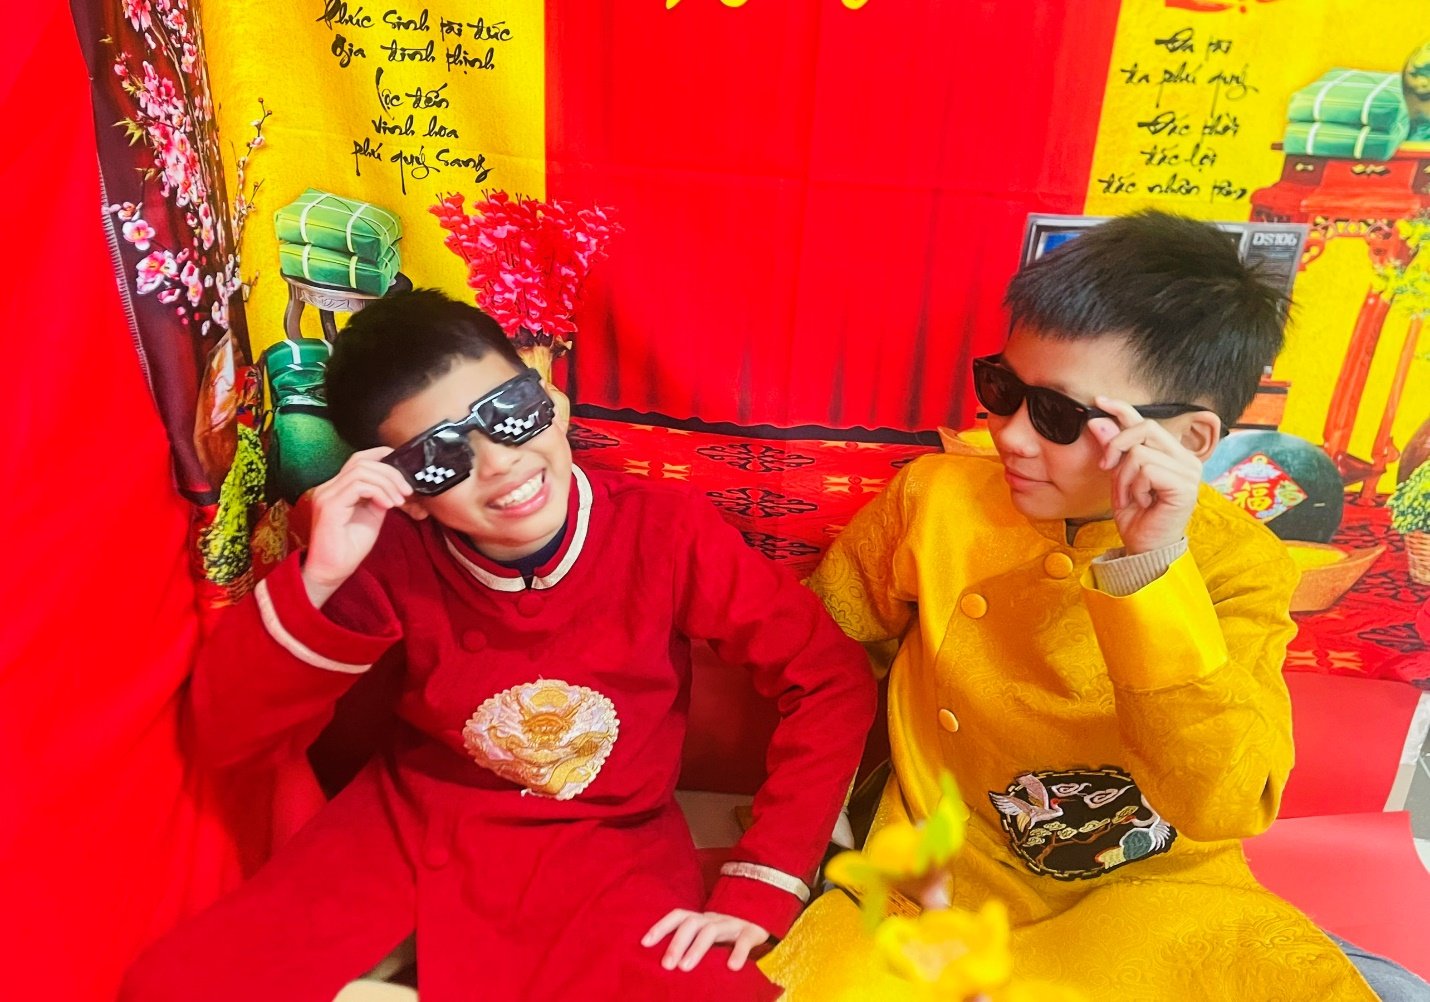 Phúc sinh tài đức
Gia đình thịnh
Lộc đến
vinh hoa
phú quý sang
Đa tài
đa phú quý
Đắc thời
đắc lợi
đắc nhân tâm
DS106
福